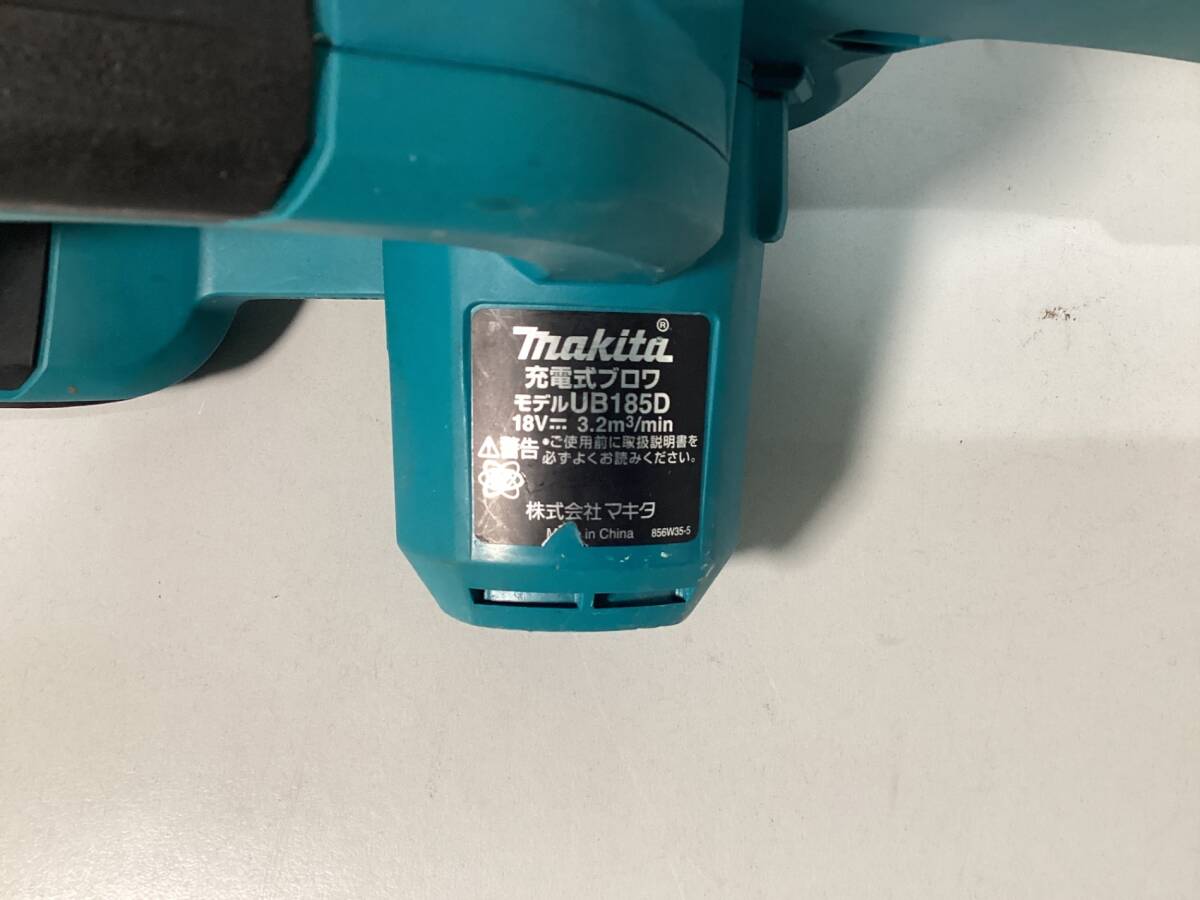 makita®
充電式ブロワ
モデルUB185D
18V⎓ 3.2m³/min
⚠警告 •ご使用前に取扱説明書を
必ずよくお読みください。
株式会社マキタ
in China 856W35-5